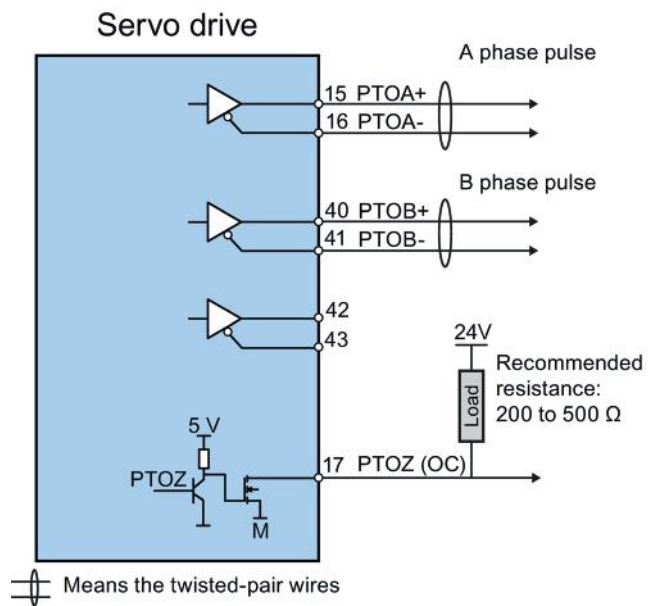 Servo drive
A phase pulse
15 PTOA+
16 PTOA-
B phase pulse
40 PTOB+
41 PTOB-
42
43
24V
Load
Recommended
resistance:
200 to 500 Ω
5 V
PTOZ
17 PTOZ (OC)
M
Means the twisted-pair wires